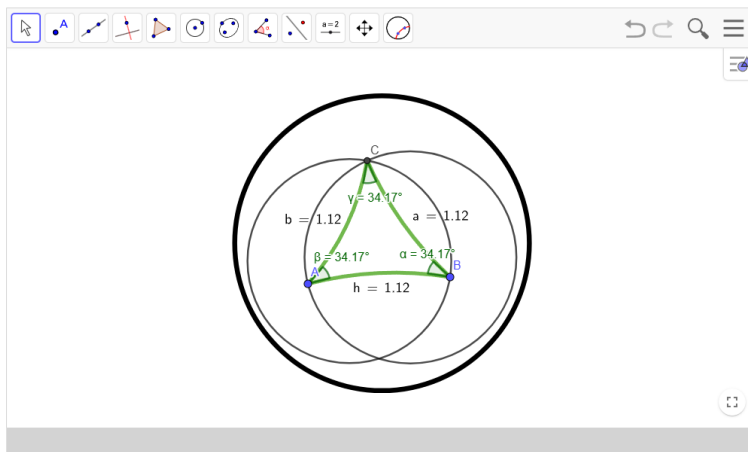 A
a=2
C
γ = 34.17°
b = 1.12
a = 1.12
β = 34.17°
α = 34.17°
A
B
h = 1.12